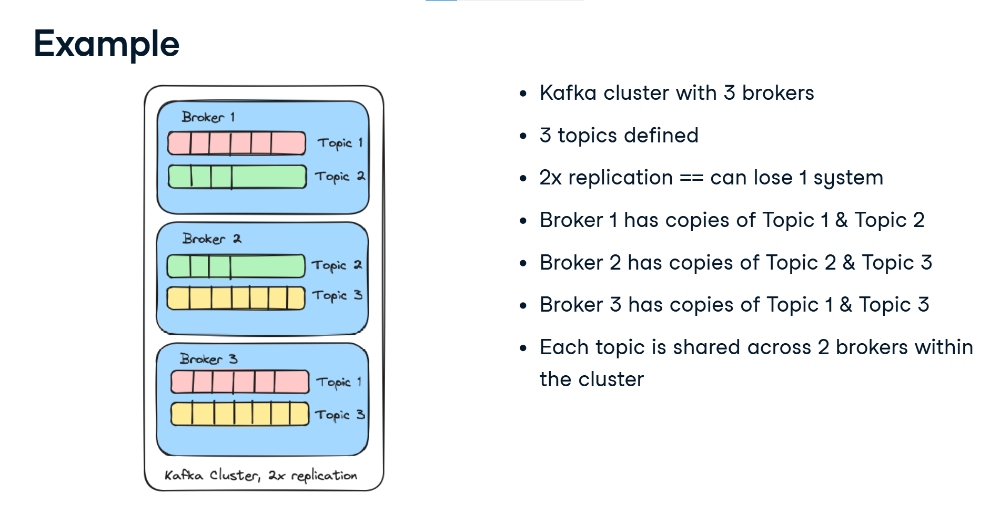 Example
Broker 1
Topic 1
Topic 2
Broker 2
Topic 2
Topic 3
Broker 3
Topic 1
Topic 3
Kafka Cluster, 2x replication
• Kafka cluster with 3 brokers
• 3 topics defined
• 2x replication == can lose 1 system
• Broker 1 has copies of Topic 1 & Topic 2
• Broker 2 has copies of Topic 2 & Topic 3
• Broker 3 has copies of Topic 1 & Topic 3
• Each topic is shared across 2 brokers within
the cluster